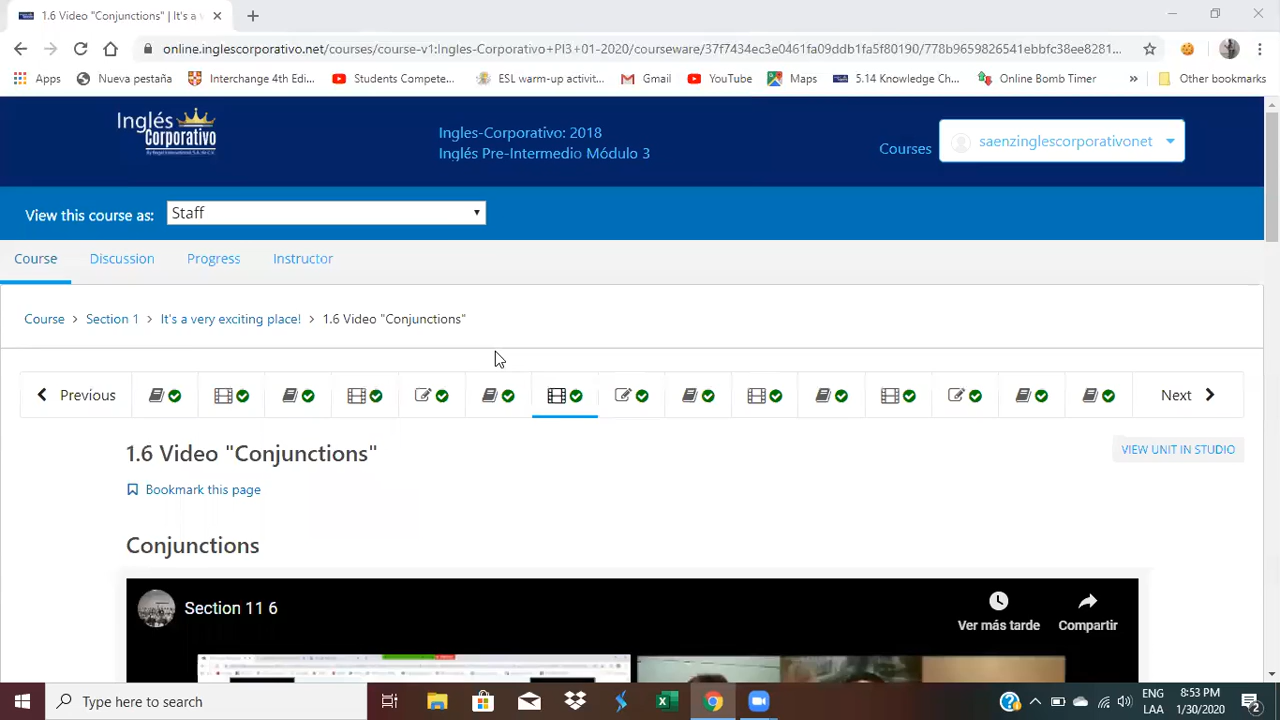 1.6 Video "Conjunctions" | It's a v
online.inglescorporativo.net/courses/course-v1:Ingles-Corporativo+PI3+01-2020/courseware/37f7434ec3e0461fa09ddb1fa5f80190/778b9659826541ebbfc38ee8281...
Apps
Nueva pestaña
Interchange 4th Edi...
Students Compete...
ESL warm-up activit...
Gmail
YouTube
Maps
5.14 Knowledge Ch...
Online Bomb Timer
»
Other bookmarks
Inglés
Corporativo
Ingles-Corporativo: 2018
Inglés Pre-Intermedio Módulo 3
Courses
saenzinglescorporativonet
View this course as:
Staff
Course
Discussion
Progress
Instructor
Course > Section 1 > It's a very exciting place! > 1.6 Video "Conjunctions"
Previous
Next
1.6 Video "Conjunctions"
VIEW UNIT IN STUDIO
Bookmark this page
Conjunctions
Section 11 6
Ver más tarde
Compartir
Type here to search
ENG
LAA
8:53 PM
1/30/2020
2